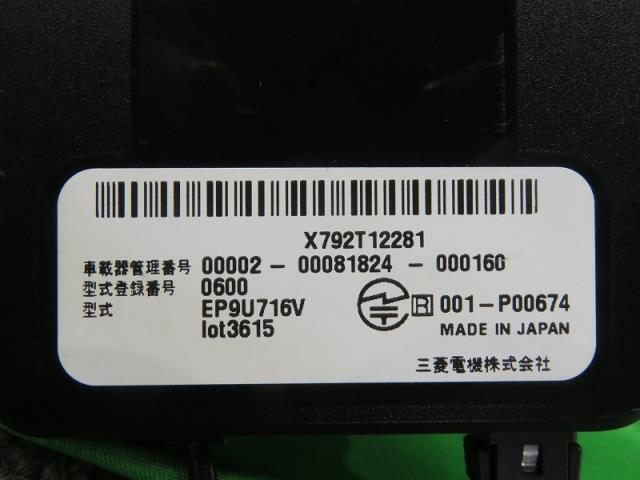 X792T12281
車載器管理番号 00002 - 00081824 - 000160
型式登録番号 0600
型式 EP9U716V
lot3615
R 001-P00674
MADE IN JAPAN
三菱電機株式会社